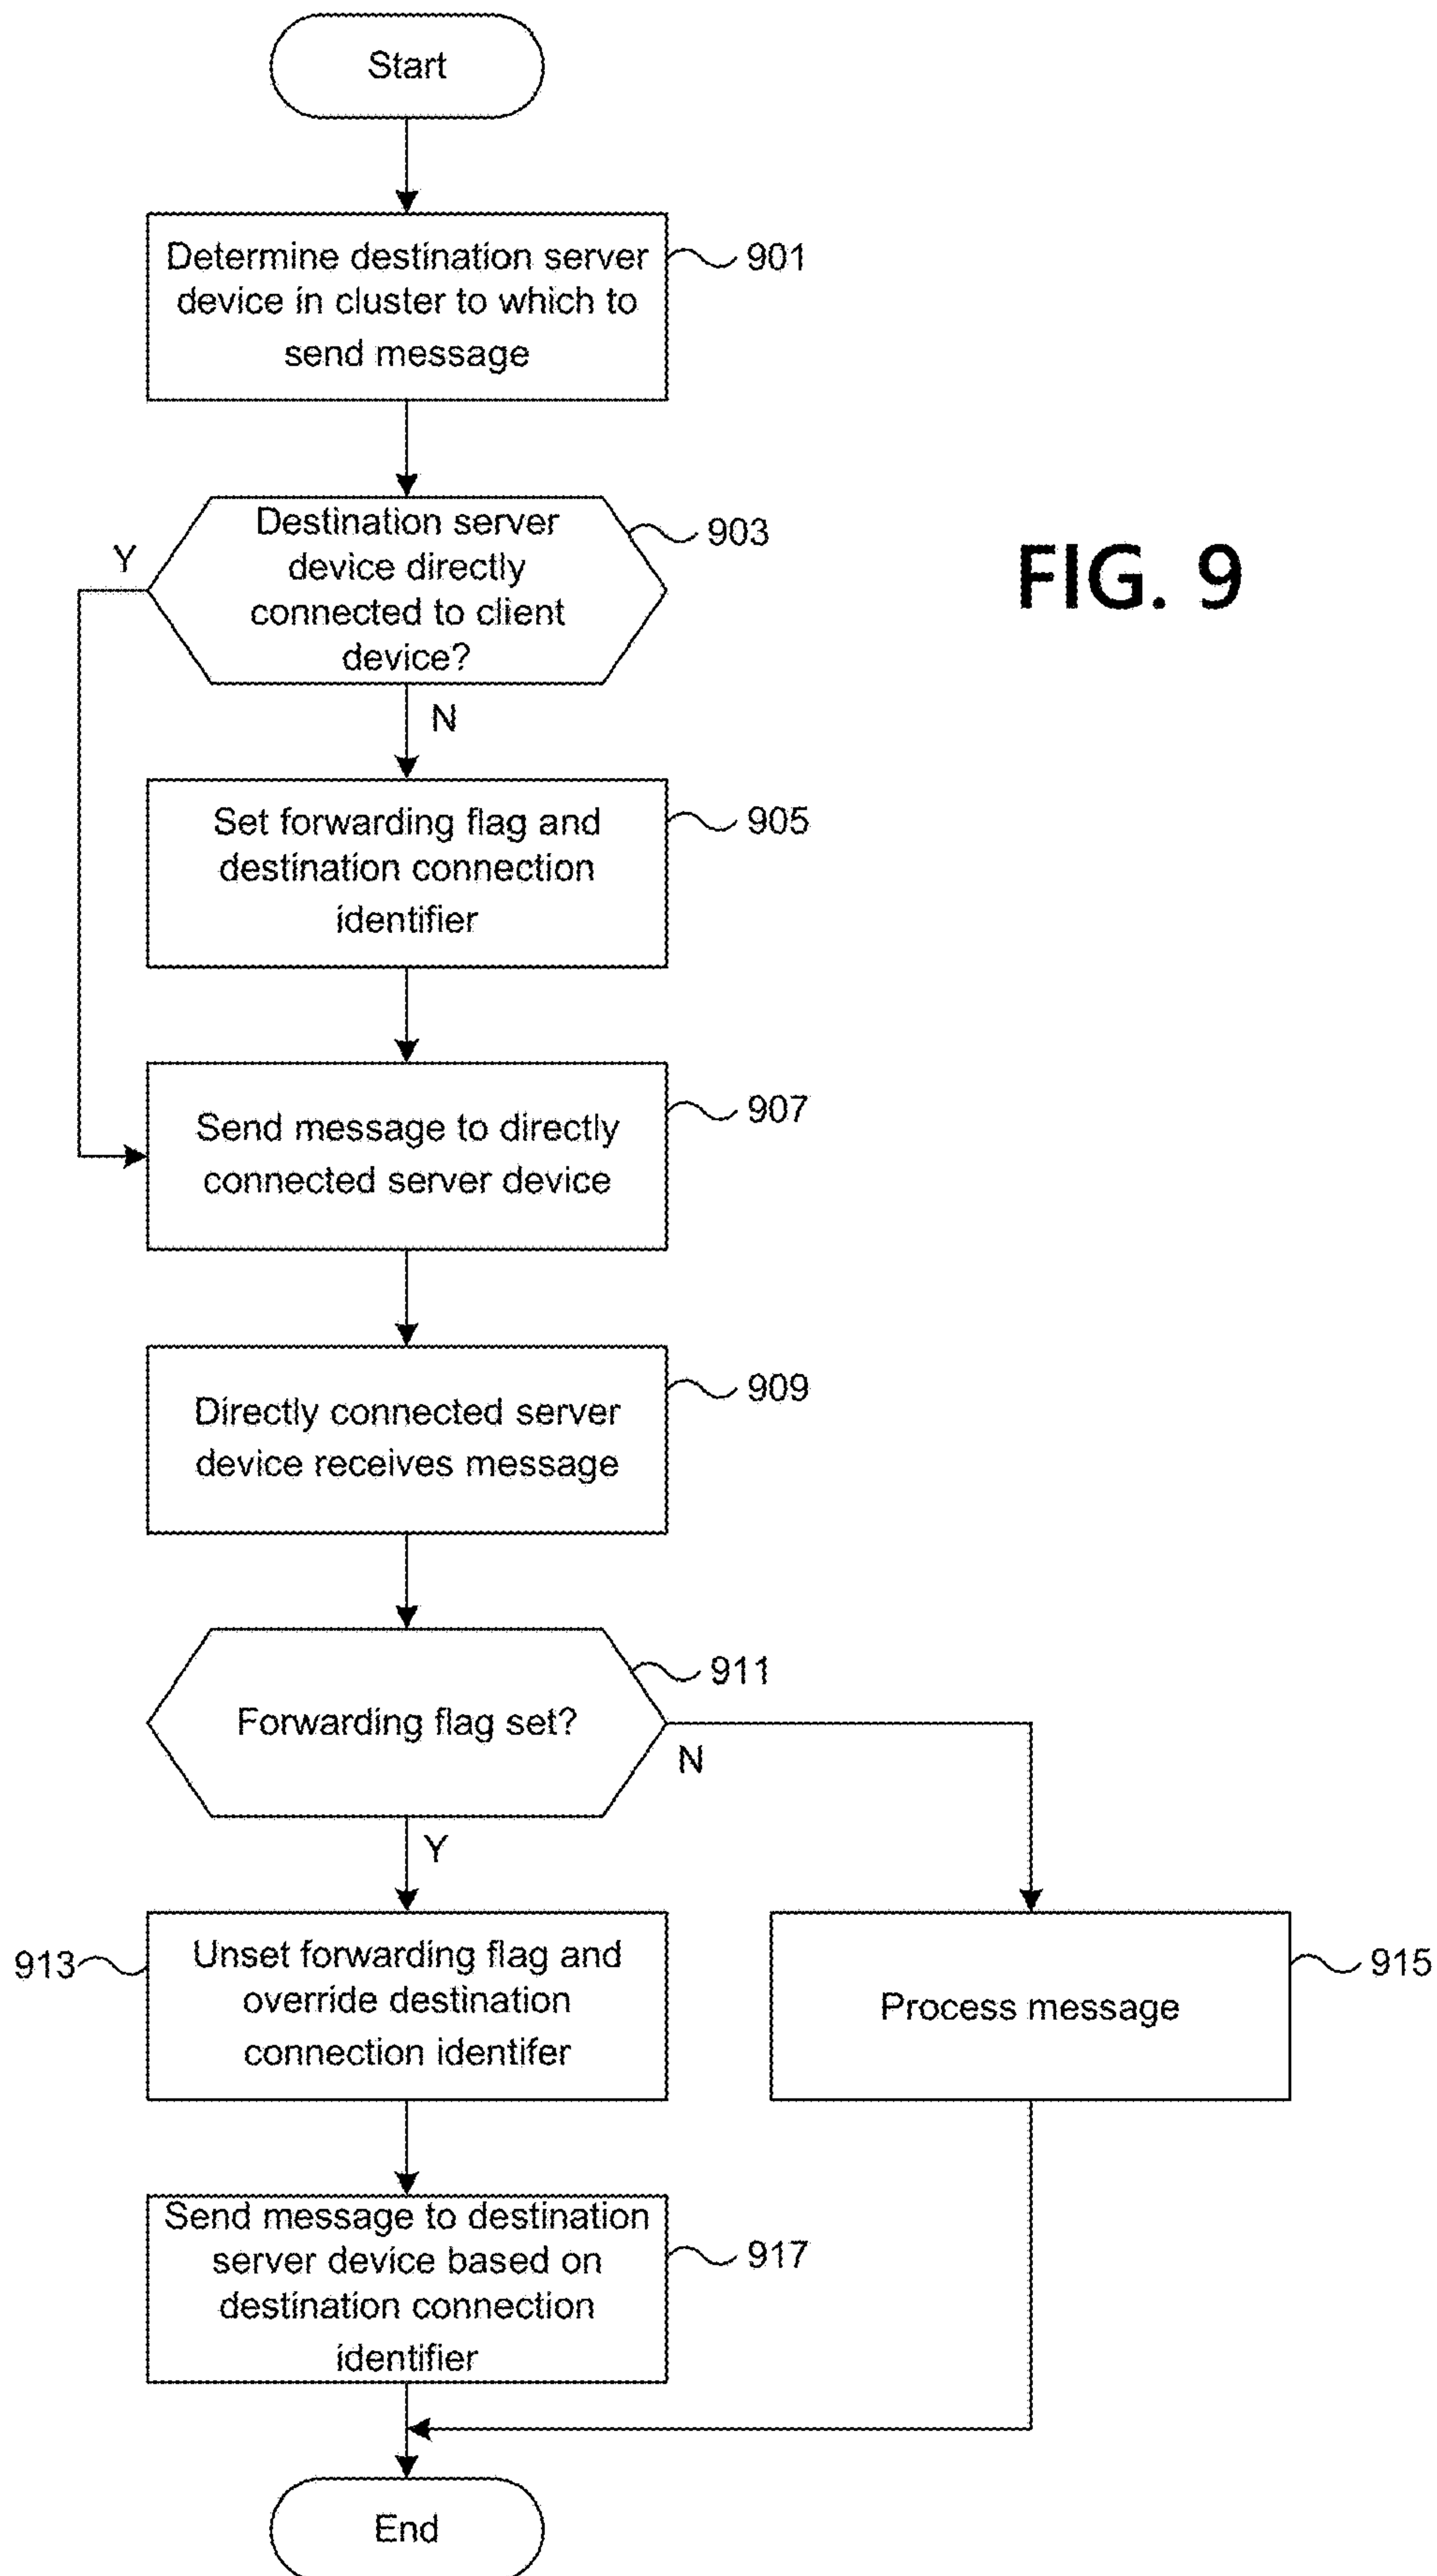 Start
Determine destination server
device in cluster to which to
send message
901
Destination server
device directly
connected to client
device?
903
Y
N
FIG. 9
Set forwarding flag and
destination connection
identifier
905
Send message to directly
connected server device
907
Directly connected server
device receives message
909
Forwarding flag set?
911
N
Y
913
Unset forwarding flag and
override destination
connection identifer
Process message
915
Send message to destination
server device based on
destination connection
identifier
917
End